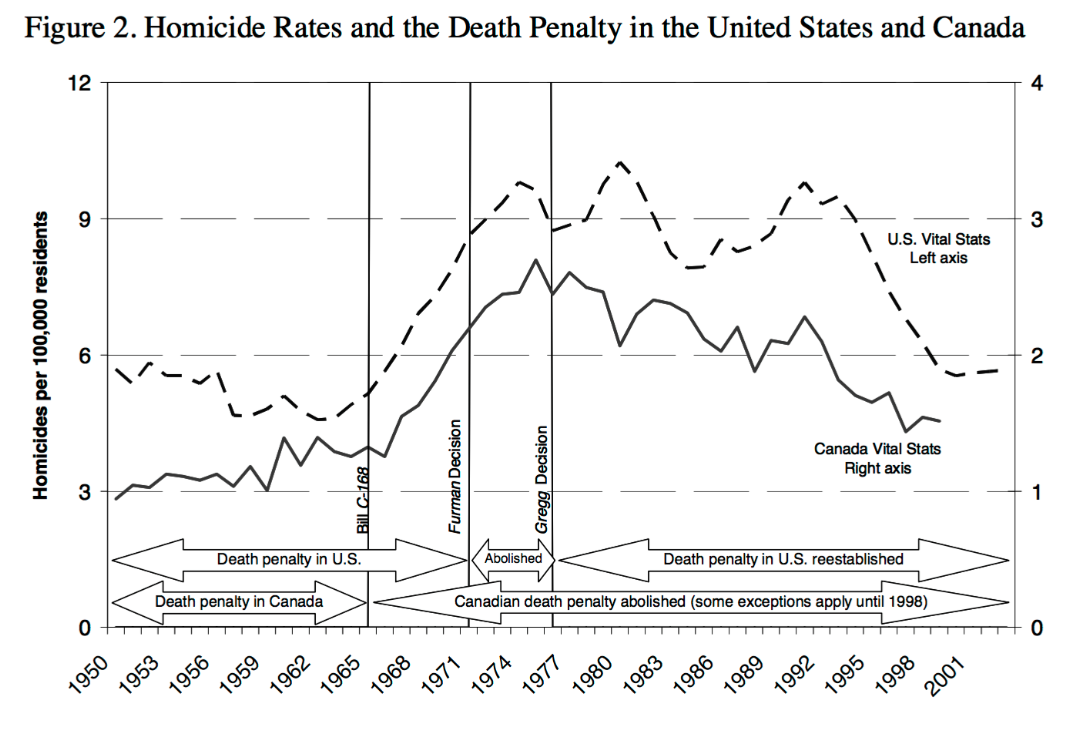 Figure 2. Homicide Rates and the Death Penalty in the United States and Canada
12
9
6
3
0
4
3
2
1
0
Homicides per 100,000 residents
U.S. Vital Stats
Left axis
Canada Vital Stats
Right axis
Bill C-168
Furman Decision
Gregg Decision
Death penalty in U.S.
Abolished
Death penalty in U.S. reestablished
Death penalty in Canada
Canadian death penalty abolished (some exceptions apply until 1998)
1950
1953
1956
1959
1962
1965
1968
1971
1974
1977
1980
1983
1986
1989
1992
1995
1998
2001